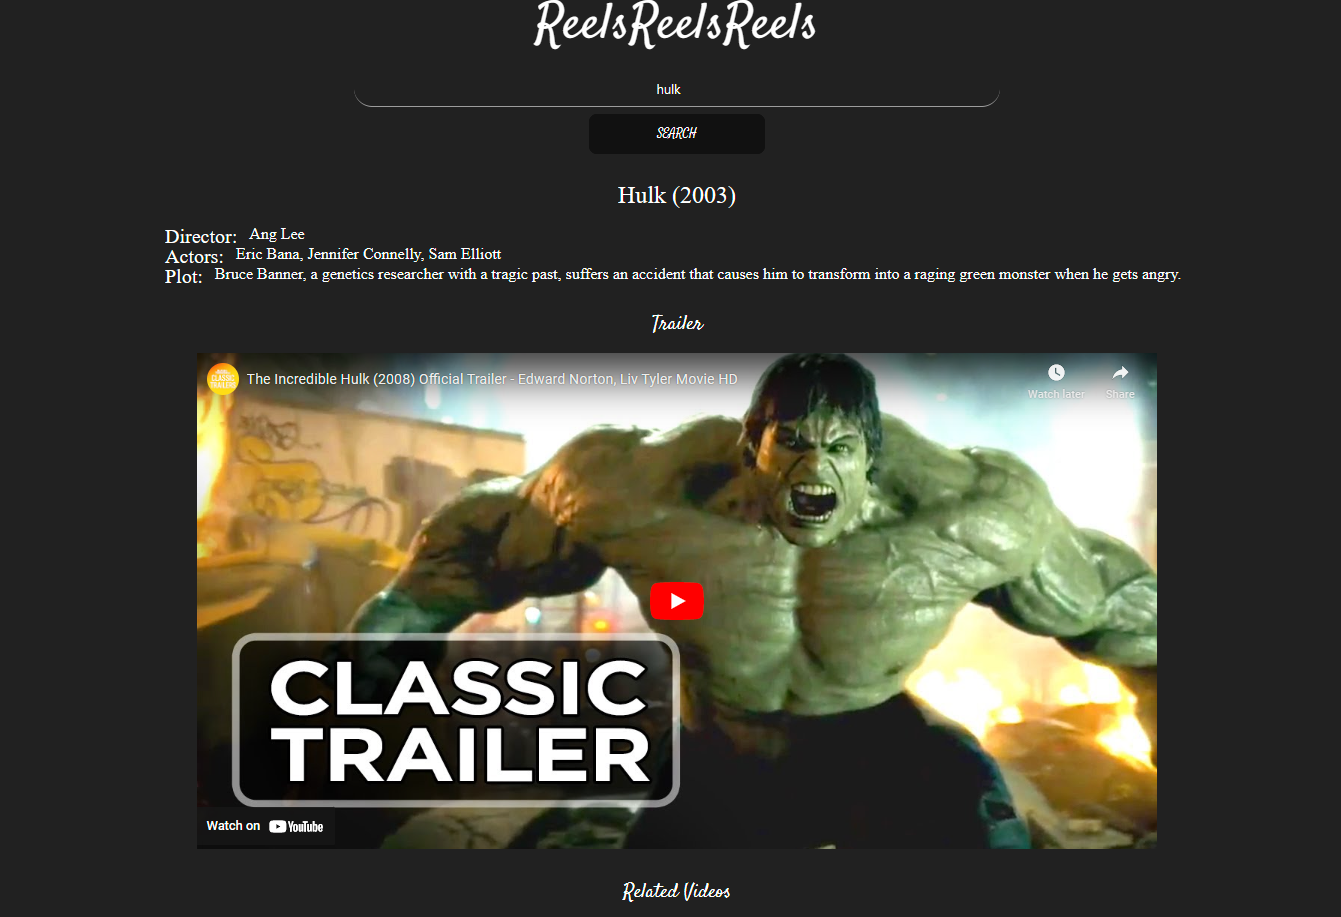 ReelsReelsReels
hulk
SEARCH
Hulk (2003)
Director: Ang Lee
Actors: Eric Bana, Jennifer Connelly, Sam Elliott
Plot: Bruce Banner, a genetics researcher with a tragic past, suffers an accident that causes him to transform into a raging green monster when he gets angry.
Trailer
CLASSIC
TRAILERS
The Incredible Hulk (2008) Official Trailer - Edward Norton, Liv Tyler Movie HD
Watch later
Share
CLASSIC
TRAILER
Watch on YouTube
Related Videos